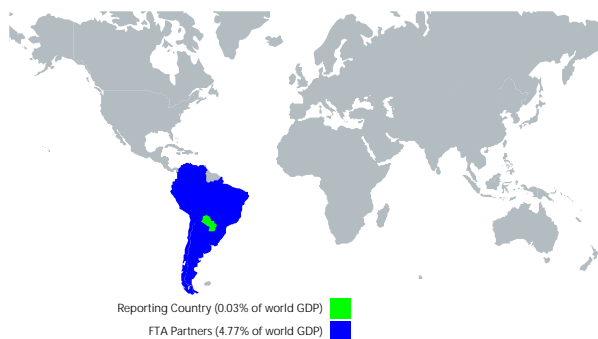 Reporting Country (0.03% of world GDP)
FTA Partners (4.77% of world GDP)